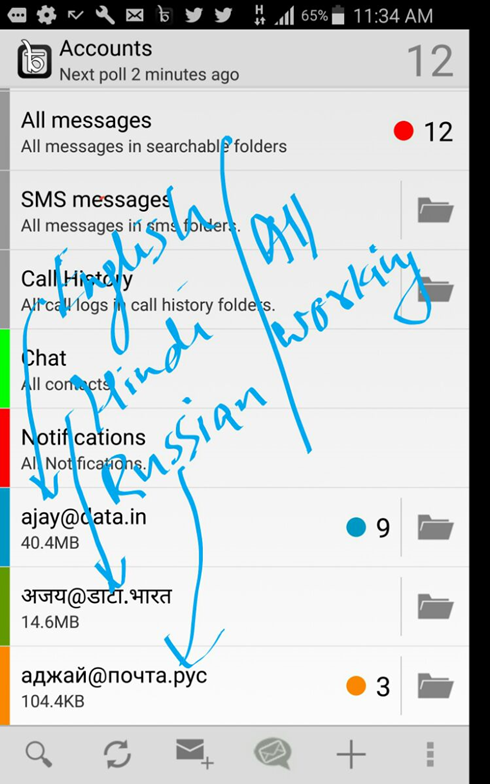 65% 11:34 AM
Accounts
Next poll 2 minutes ago
12
All messages
All messages in searchable folders
12
SMS messages
All messages in sms folders.
Call History
All call logs in call history folders.
Chat
All contacts
Notifications
All Notifications.
ajay@data.in
40.4MB
9
अजय@डाटा.भारत
14.6MB
аджай@почта.рус
104.4KB
3
English
Hindi
Russian
All
working